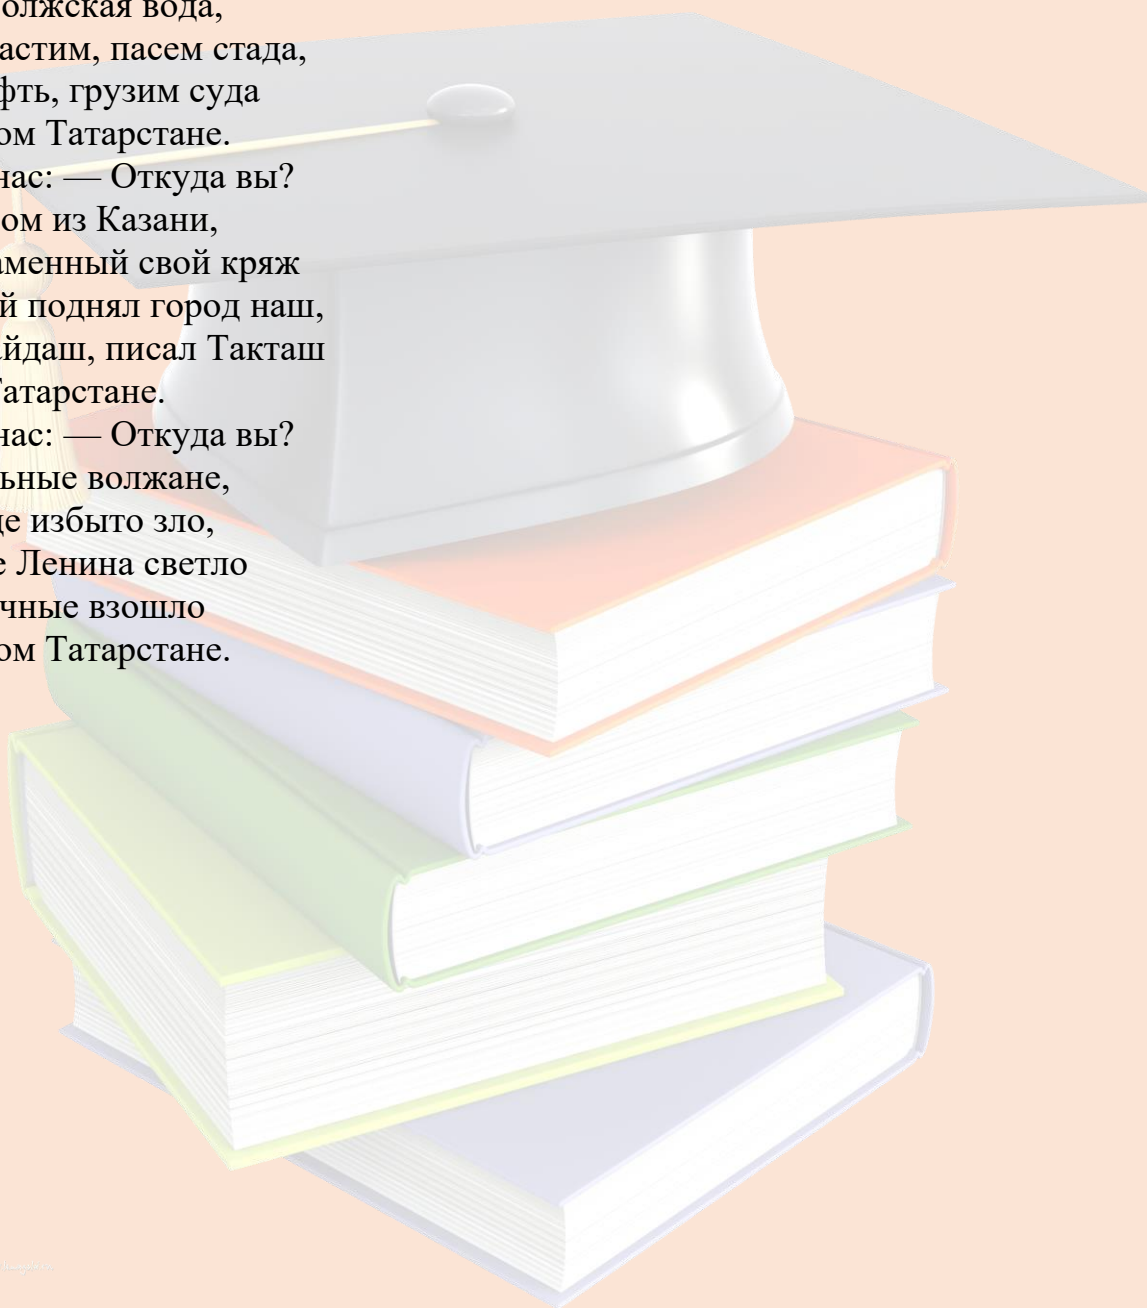 олжская вода,
астим, пасем стада,
фть, грузим суда
ом Татарстане.
нас: — Откуда вы?
ом из Казани,
аменный свой кряж
й поднял город наш,
йдаш, писал Такташ
Татарстане.
нас: — Откуда вы?
ьные волжане,
де избыто зло,
е Ленина светло
чные взошло
ом Татарстане.